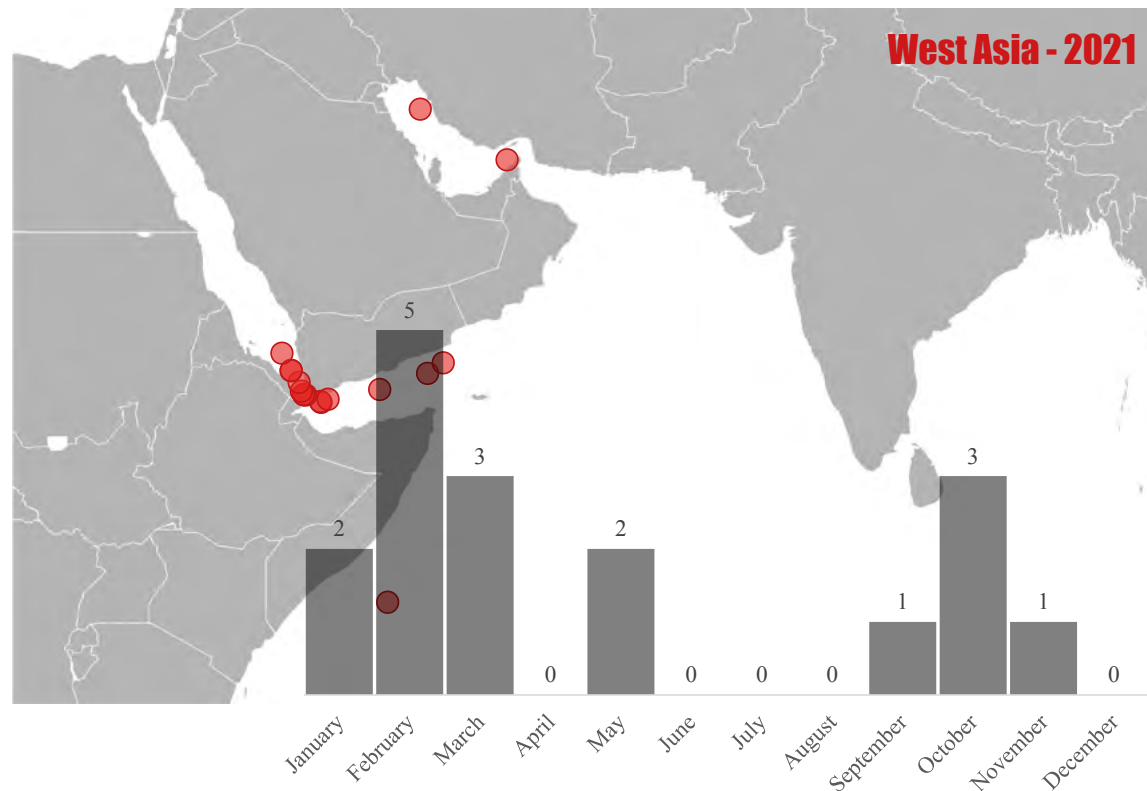 West Asia - 2021
2
5
3
0
2
0
0
0
1
3
1
0
January
February
March
April
May
June
July
August
September
October
November
December